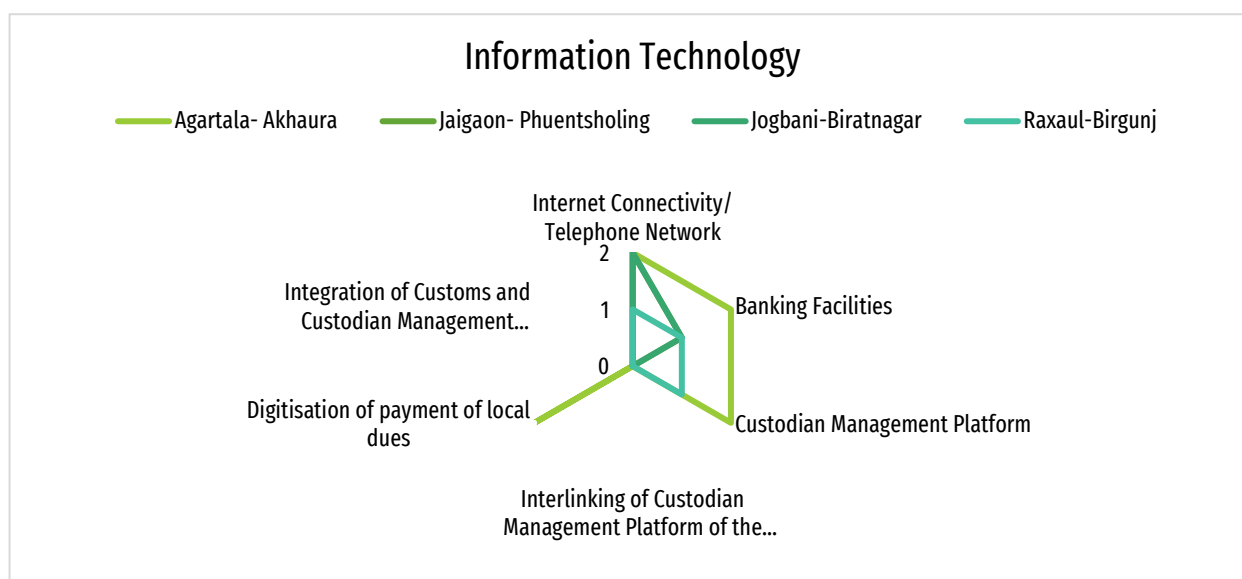 Information Technology
Agartala- Akhaura
Jaigaon- Phuentsholing
Jogbani-Biratnagar
Raxaul-Birgunj
Internet Connectivity/
Telephone Network
2
Integration of Customs and
Custodian Management...
1
Banking Facilities
0
Digitisation of payment of local
dues
Custodian Management Platform
Interlinking of Custodian
Management Platform of the...